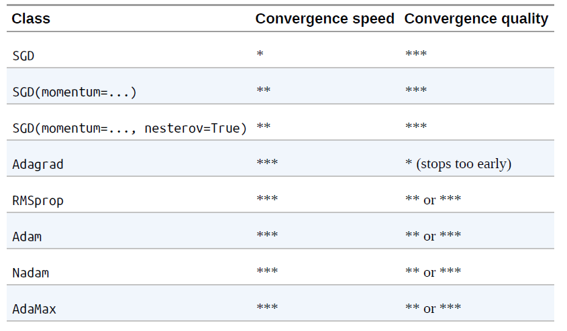 Class Convergence speed Convergence quality
SGD * ***
SGD(momentum=...) ** ***
SGD(momentum=..., nesterov=True) ** ***
Adagrad *** * (stops too early)
RMSprop *** ** or ***
Adam *** ** or ***
Nadam *** ** or ***
AdaMax *** ** or ***